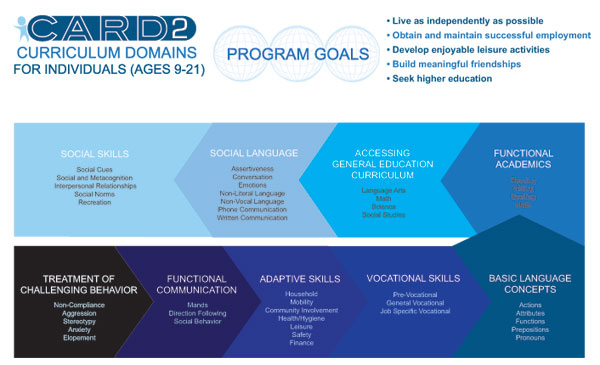 CARD2
CURRICULUM DOMAINS
FOR INDIVIDUALS (AGES 9-21)
PROGRAM GOALS
• Live as independently as possible
• Obtain and maintain successful employment
• Develop enjoyable leisure activities
• Build meaningful friendships
• Seek higher education
SOCIAL SKILLS
Social Cues
Social and Metacognition
Interpersonal Relationships
Social Norms
Recreation
SOCIAL LANGUAGE
Assertiveness
Conversation
Emotions
Non-Literal Language
Non-Vocal Language
Phone Communication
Written Communication
ACCESSING
GENERAL EDUCATION
CURRICULUM
Language Arts
Math
Science
Social Studies
FUNCTIONAL
ACADEMICS
TREATMENT OF
CHALLENGING BEHAVIOR
Non-Compliance
Aggression
Stereotypy
Anxiety
Elopement
FUNCTIONAL
COMMUNICATION
Mands
Direction Following
Social Behavior
ADAPTIVE SKILLS
Household
Mobility
Community Involvement
Health/Hygiene
Leisure
Safety
Finance
VOCATIONAL SKILLS
Pre-Vocational
General Vocational
Job Specific Vocational
BASIC LANGUAGE
CONCEPTS
Actions
Attributes
Functions
Prepositions
Pronouns